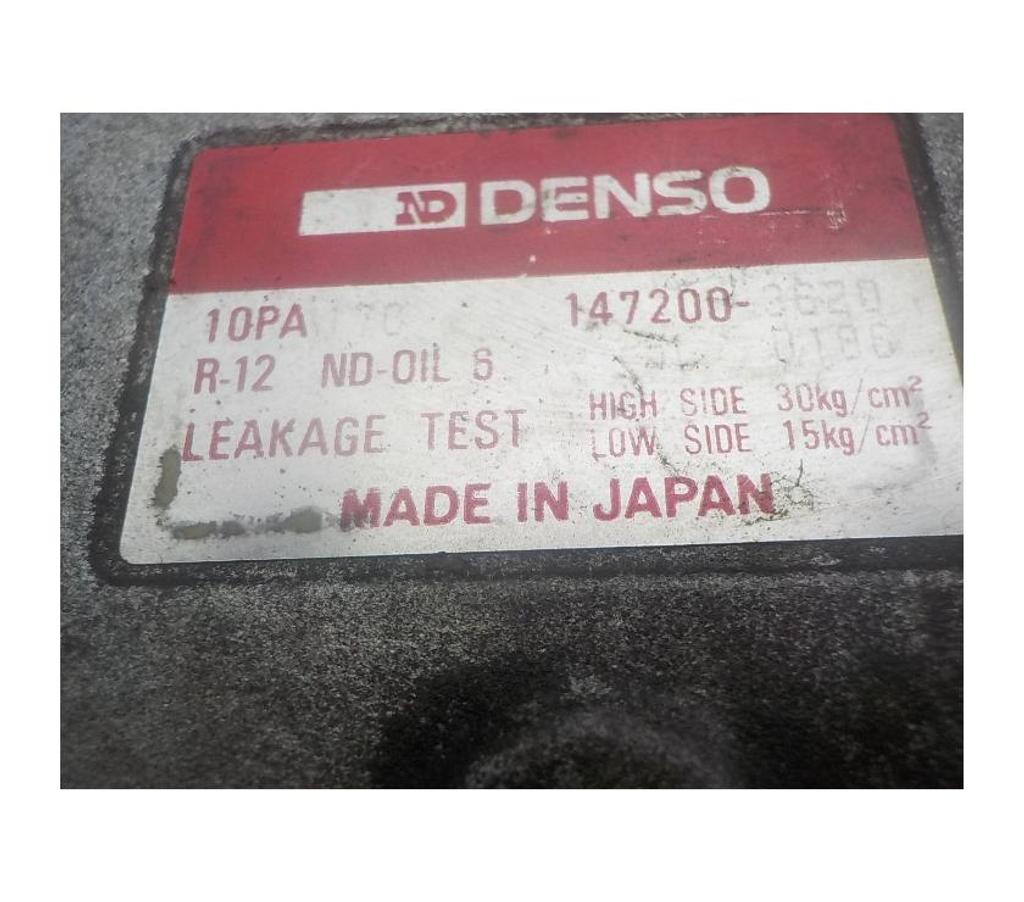 ND DENSO
10PA 147200-
R-12 ND-OIL 6
LEAKAGE TEST HIGH SIDE 30kg/cm²
LOW SIDE 15kg/cm²
MADE IN JAPAN